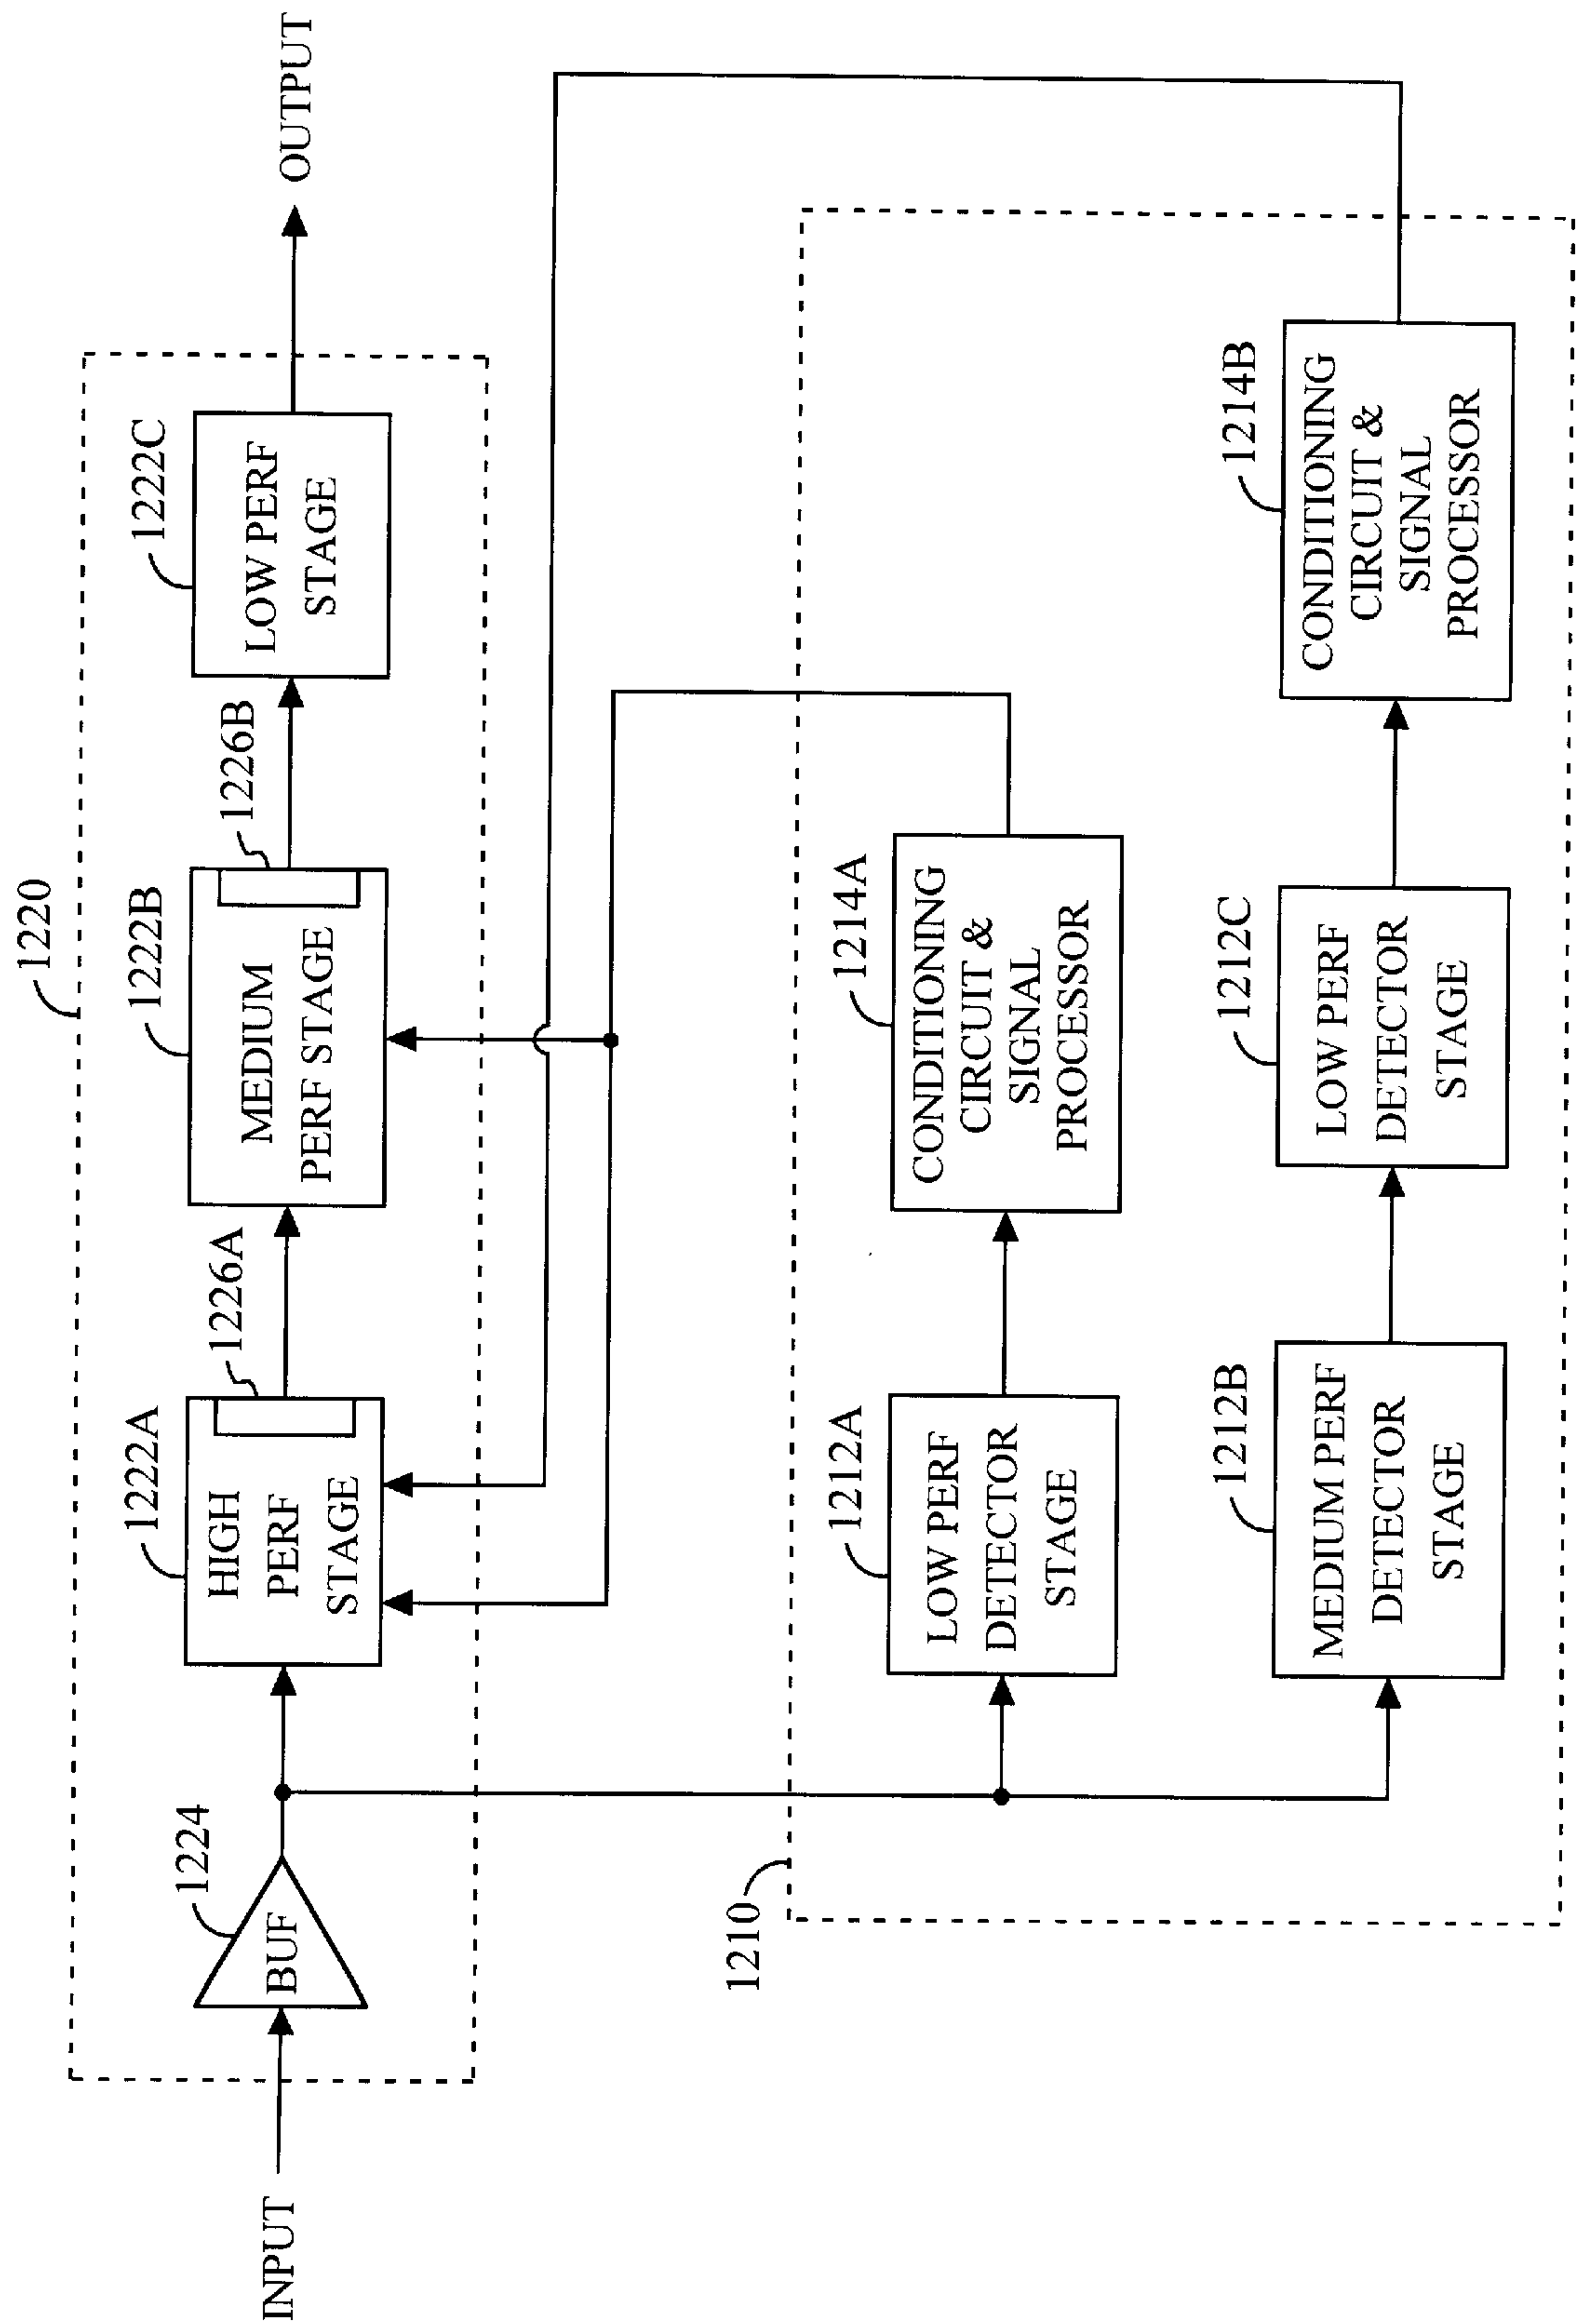 1220
1222A
1226A
1222B
1226B
1222C
1224
INPUT
BUF
HIGH
PERF
STAGE
MEDIUM
PERF STAGE
LOW PERF
STAGE
OUTPUT
1210
1212A
LOW PERF
DETECTOR
STAGE
1214A
CONDITIONING
CIRCUIT &
SIGNAL
PROCESSOR
1212B
MEDIUM PERF
DETECTOR
STAGE
1212C
LOW PERF
DETECTOR
STAGE
1214B
CONDITIONING
CIRCUIT &
SIGNAL
PROCESSOR